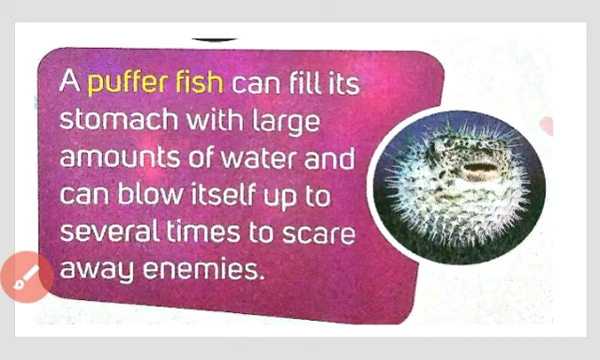 A puffer fish can fill its
stomach with large
amounts of water and
can blow itself up to
several times to scare
away enemies.